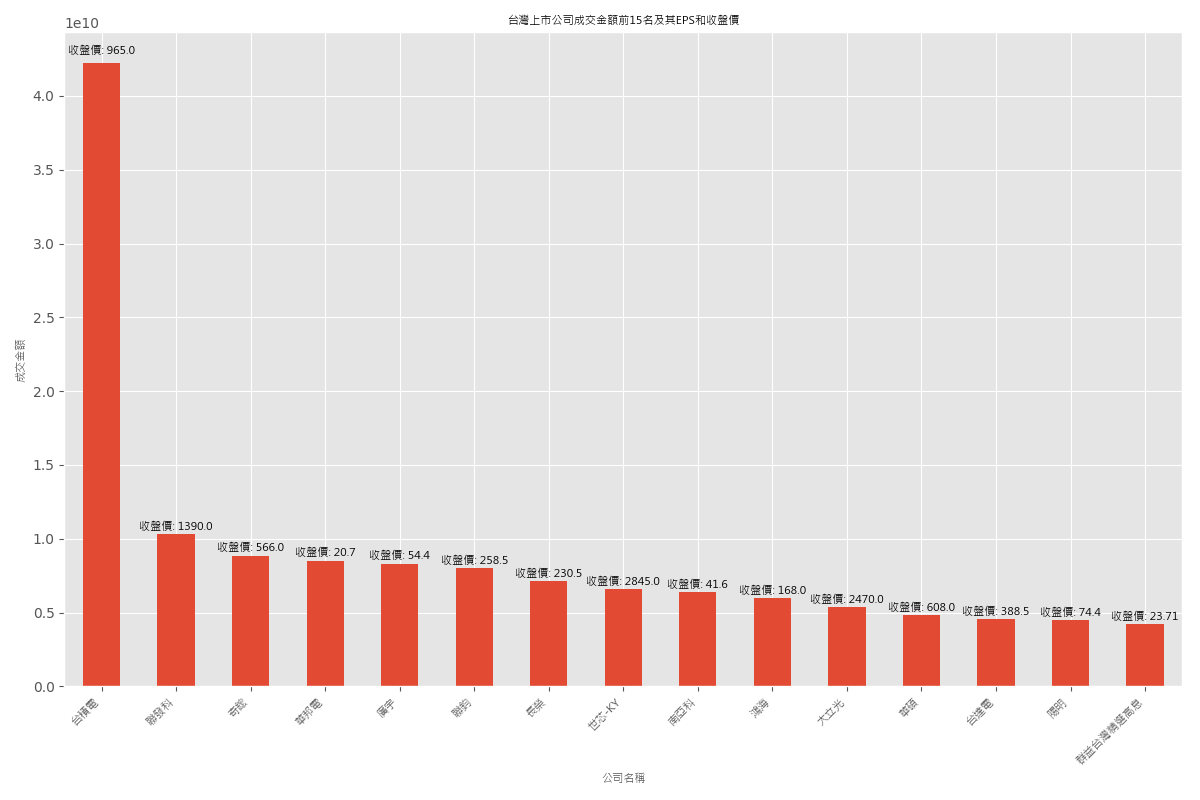 台灣上市公司成交金額前15名及其EPS和收盤價
1e10
收盤價: 965.0
4.0
3.5
3.0
2.5
2.0
1.5
1.0
0.5
0.0
成交金額
收盤價: 1390.0
收盤價: 566.0
收盤價: 20.7
收盤價: 54.4
收盤價: 258.5
收盤價: 230.5
收盤價: 2845.0
收盤價: 41.6
收盤價: 168.0
收盤價: 2470.0
收盤價: 608.0
收盤價: 388.5
收盤價: 74.4
收盤價: 23.71
台積電
聯發科
奇鋐
華邦電
廣宇
聯鈞
長榮
世芯-KY
南亞科
鴻海
大立光
華碩
台達電
陽明
群益台灣精選高息
公司名稱